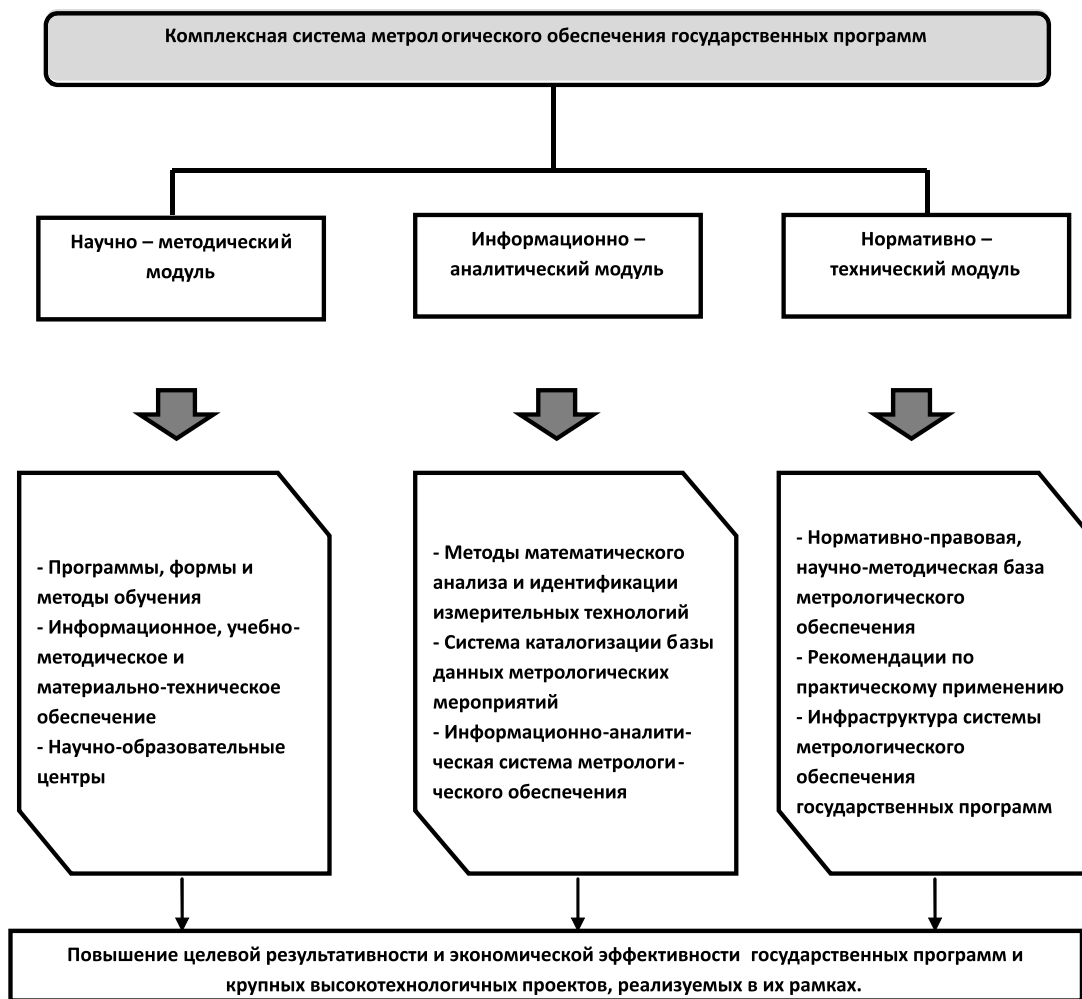 Комплексная система метрологического обеспечения государственных программ
Научно – методический
модуль
Информационно –
аналитический модуль
Нормативно –
технический модуль
- Программы, формы и
методы обучения
- Информационное, учебно-
методическое и
материально-техническое
обеспечение
- Научно-образовательные
центры
- Методы математического
анализа и идентификации
измерительных технологий
- Система каталогизации базы
данных метрологических
мероприятий
- Информационно-аналити-
ческая система метрологи-
ческого обеспечения
- Нормативно-правовая,
научно-методическая база
метрологического
обеспечения
- Рекомендации по
практическому применению
- Инфраструктура системы
метрологического
обеспечения
государственных программ
Повышение целевой результативности и экономической эффективности государственных программ и
крупных высокотехнологичных проектов, реализуемых в их рамках.